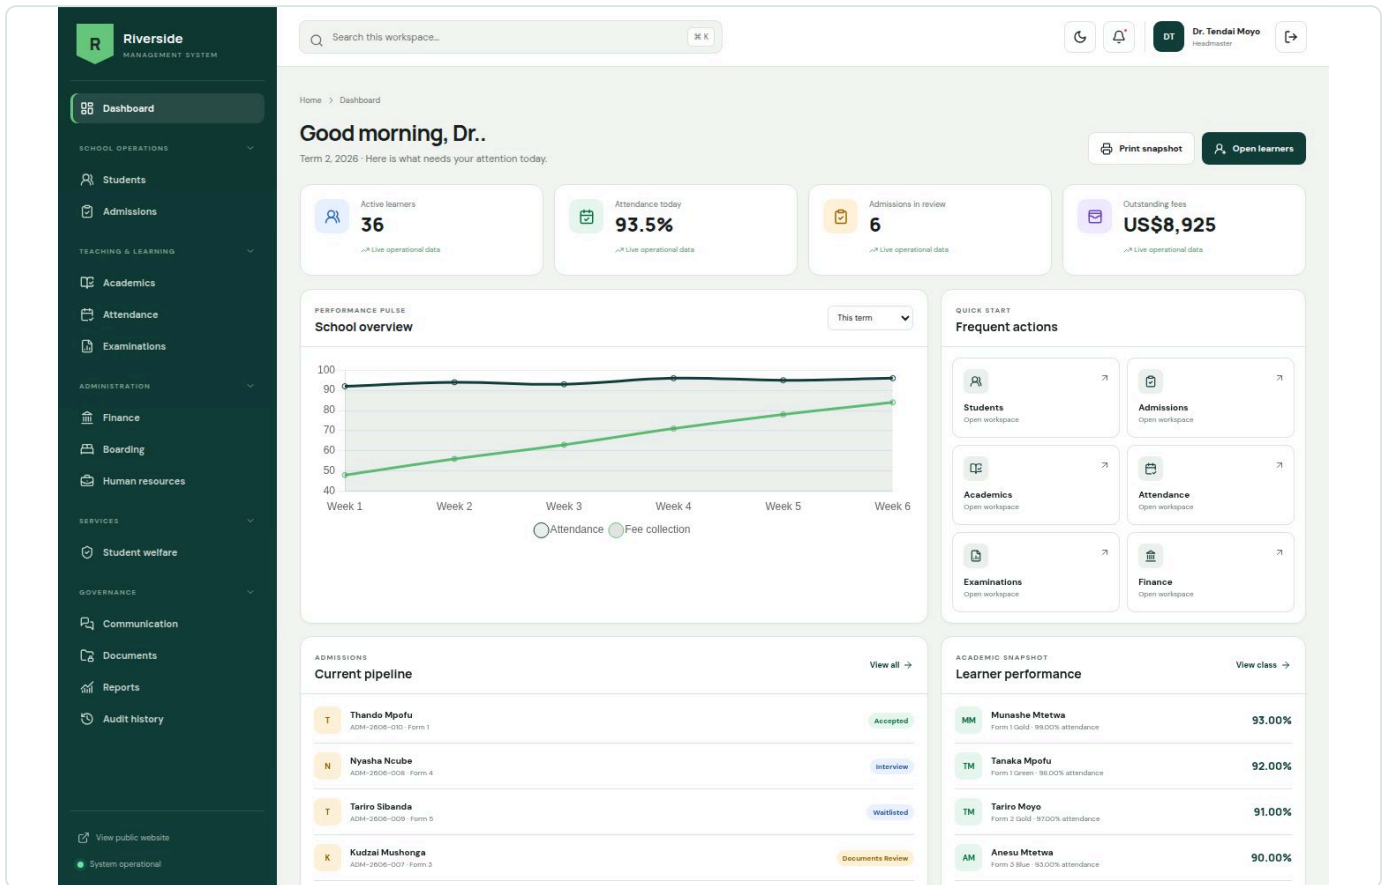 R
Riverside
MANAGEMENT SYSTEM
Dashboard
SCHOOL OPERATIONS
Students
Admissions
TEACHING & LEARNING
Academics
Attendance
Examinations
ADMINISTRATION
Finance
Boarding
Human resources
SERVICES
Student welfare
GOVERNANCE
Communication
Documents
Reports
Audit history
View public website
System operational
Search this workspace...
⌘ K
DT
Dr. Tendai Moyo
Headmaster
Home > Dashboard
Good morning, Dr..
Term 2, 2026 · Here is what needs your attention today.
Print snapshot
Open learners
Active learners
36
Live operational data
Attendance today
93.5%
Live operational data
Admissions in review
6
Live operational data
Outstanding fees
US$8,925
Live operational data
PERFORMANCE PULSE
School overview
This term
100
90
80
70
60
50
40
Week 1 Week 2 Week 3 Week 4 Week 5 Week 6
Attendance Fee collection
QUICK START
Frequent actions
Students
Open workspace
Admissions
Open workspace
Academics
Open workspace
Attendance
Open workspace
Examinations
Open workspace
Finance
Open workspace
ADMISSIONS
Current pipeline
View all →
T
Thando Mpofu
ADM-2606-010 · Form 1
Accepted
N
Nyasha Ncube
ADM-2606-008 · Form 4
Interview
T
Tariro Sibanda
ADM-2606-009 · Form 5
Waitlisted
K
Kudzai Mushonga
ADM-2606-007 · Form 3
Documents Review
ACADEMIC SNAPSHOT
Learner performance
View class →
MM
Munashe Mtetwa
Form 1 Gold · 99.00% attendance
93.00%
TM
Tanaka Mpofu
Form 1 Green · 98.00% attendance
92.00%
TM
Tariro Moyo
Form 2 Gold · 97.00% attendance
91.00%
AM
Anesu Mtetwa
Form 3 Blue · 93.00% attendance
90.00%